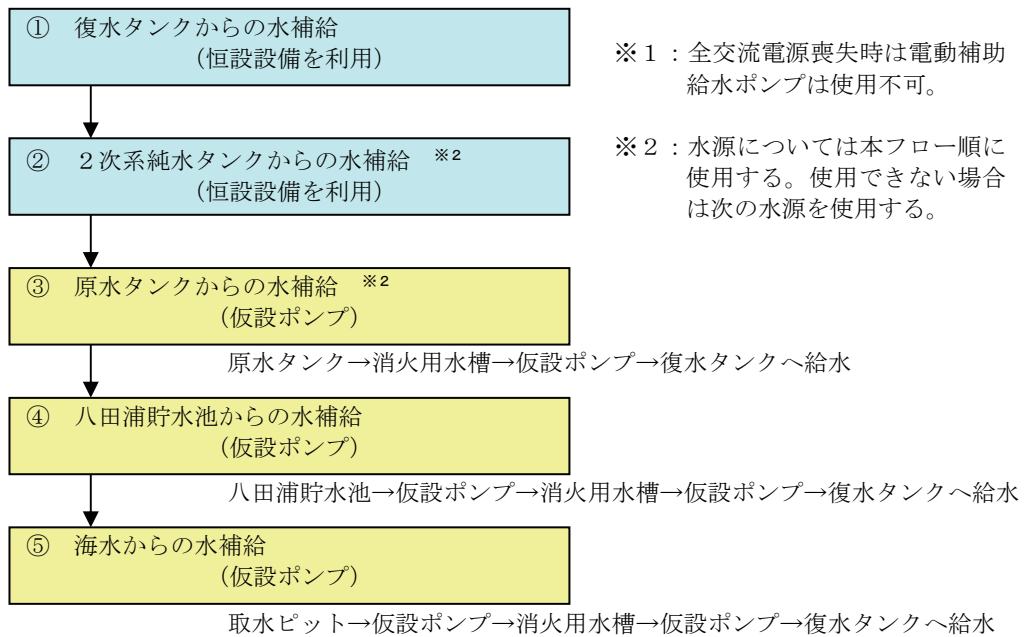 ① 復水タンクからの水補給
(恒設設備を利用)
② 2次系純水タンクからの水補給 ※2
(恒設設備を利用)
③ 原水タンクからの水補給 ※2
(仮設ポンプ)
原水タンク→消火用水槽→仮設ポンプ→復水タンクへ給水
④ 八田浦貯水池からの水補給
(仮設ポンプ)
八田浦貯水池→仮設ポンプ→消火用水槽→仮設ポンプ→復水タンクへ給水
⑤ 海水からの水補給
(仮設ポンプ)
取水ピット→仮設ポンプ→消火用水槽→仮設ポンプ→復水タンクへ給水
※1:全交流電源喪失時は電動補助
給水ポンプは使用不可。
※2:水源については本フロー順に
使用する。使用できない場合
は次の水源を使用する。